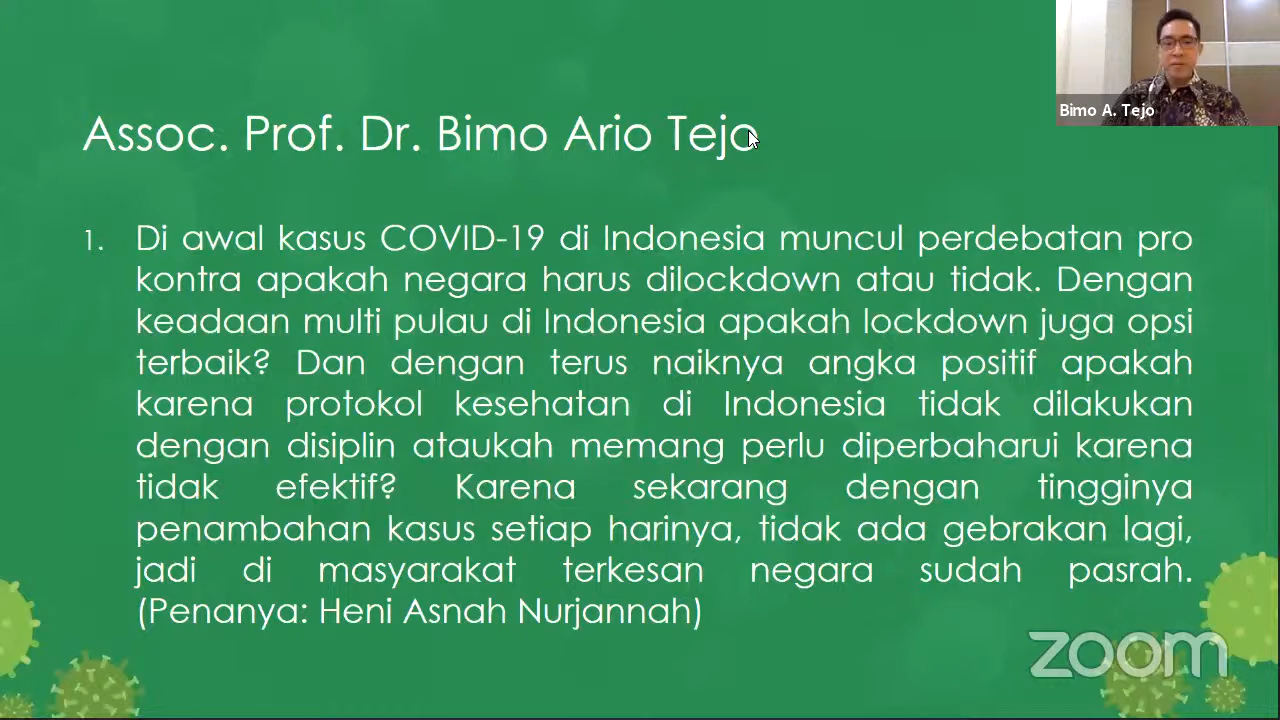 Bimo A. Tejo
Assoc. Prof. Dr. Bimo Ario Tejo
1. Di awal kasus COVID-19 di Indonesia muncul perdebatan pro
kontra apakah negara harus dilockdown atau tidak. Dengan
keadaan multi pulau di Indonesia apakah lockdown juga opsi
terbaik? Dan dengan terus naiknya angka positif apakah
karena protokol kesehatan di Indonesia tidak dilakukan
dengan disiplin ataukah memang perlu diperbaharui karena
tidak efektif? Karena sekarang dengan tingginya
penambahan kasus setiap harinya, tidak ada gebrakan lagi,
jadi di masyarakat terkesan negara sudah pasrah.
(Penanya: Heni Asnah Nurjannah)
zoom